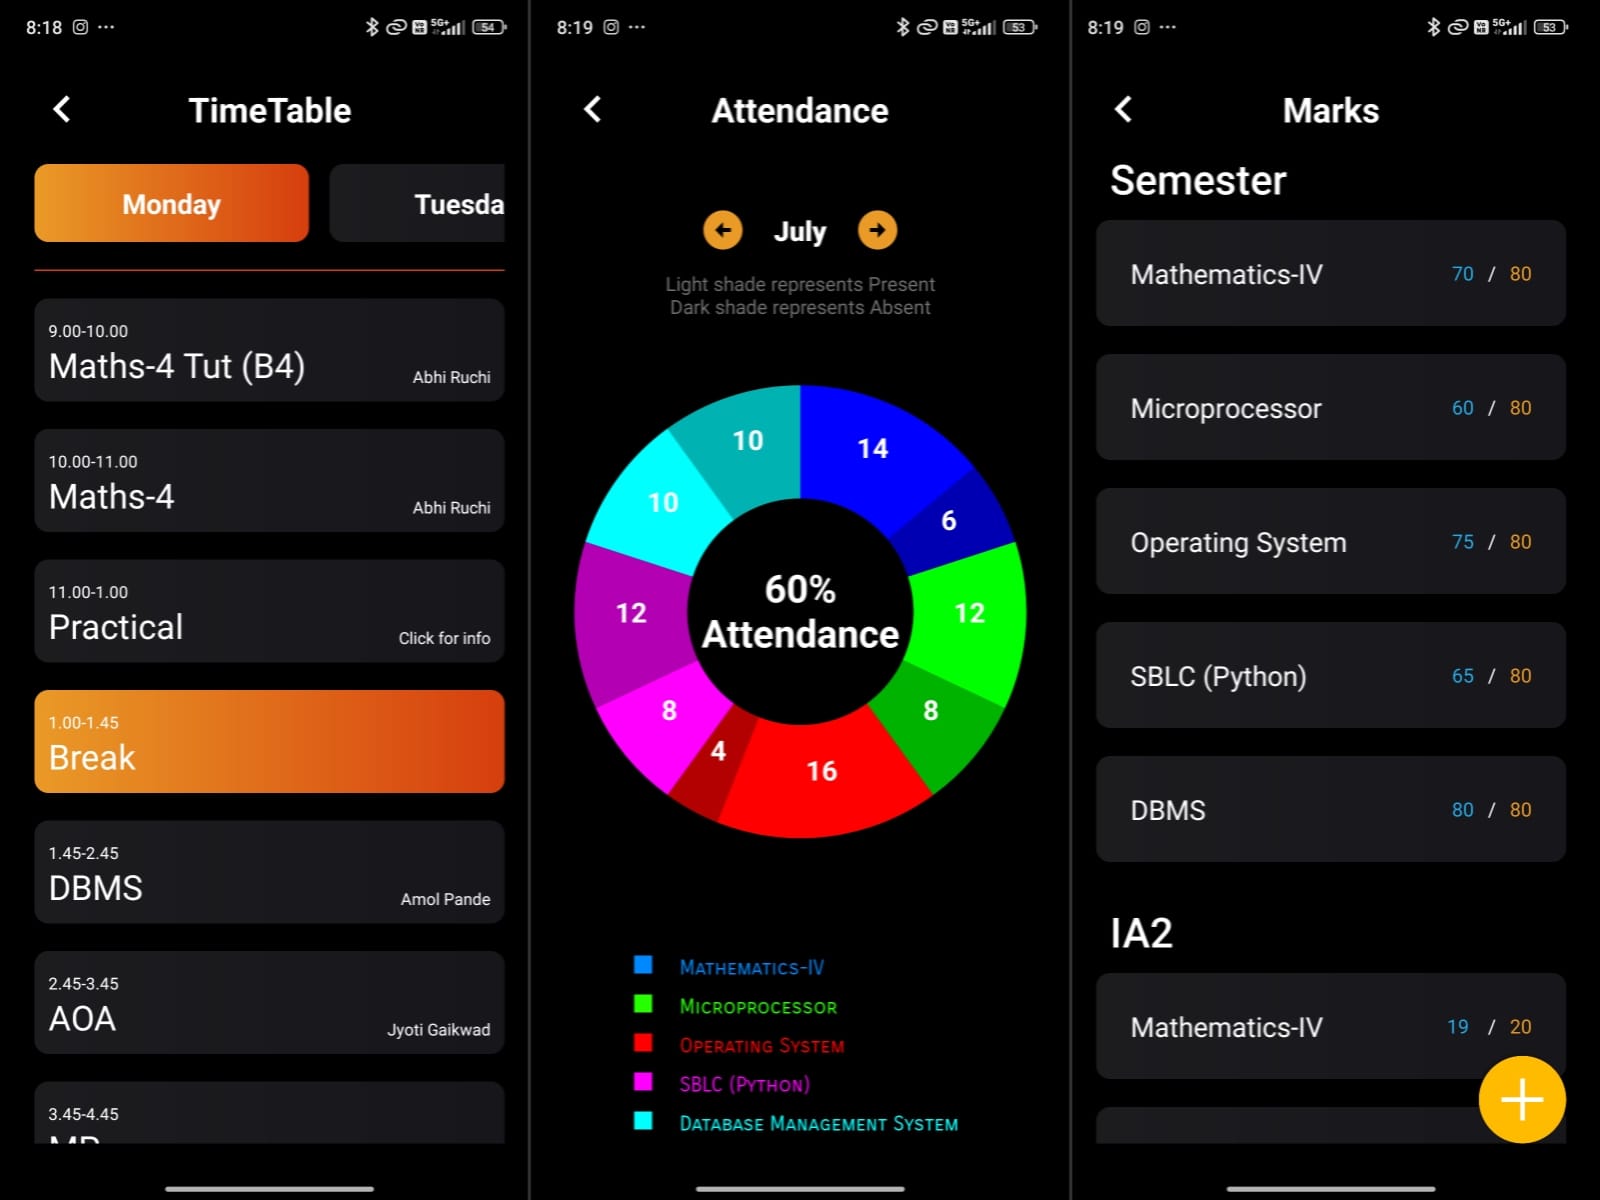 8:18
54
TimeTable
Monday
Tuesda
9.00-10.00
Maths-4 Tut (B4)
Abhi Ruchi
10.00-11.00
Maths-4
Abhi Ruchi
11.00-1.00
Practical
Click for info
1.00-1.45
Break
1.45-2.45
DBMS
Amol Pande
2.45-3.45
AOA
Jyoti Gaikwad
3.45-4.45
8:19
5G+
53
Attendance
July
Light shade represents Present
Dark shade represents Absent
10
14
10
6
60%
Attendance
12
12
8
8
4
16
Mathematics-IV
Microprocessor
Operating System
SBLC (Python)
Database Management System
8:19
5G+
53
Marks
Semester
Mathematics-IV
70 / 80
Microprocessor
60 / 80
Operating System
75 / 80
SBLC (Python)
65 / 80
DBMS
80 / 80
IA2
Mathematics-IV
19 / 20